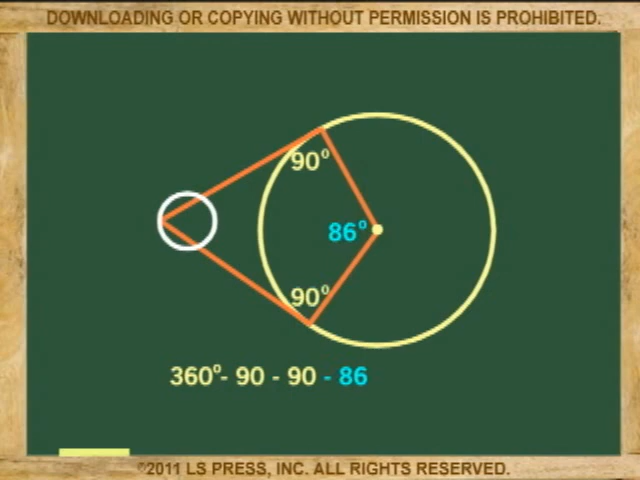 DOWNLOADING OR COPYING WITHOUT PERMISSION IS PROHIBITED.
90°
86°
90°
360°- 90 - 90 - 86
©2011 LS PRESS, INC. ALL RIGHTS RESERVED.